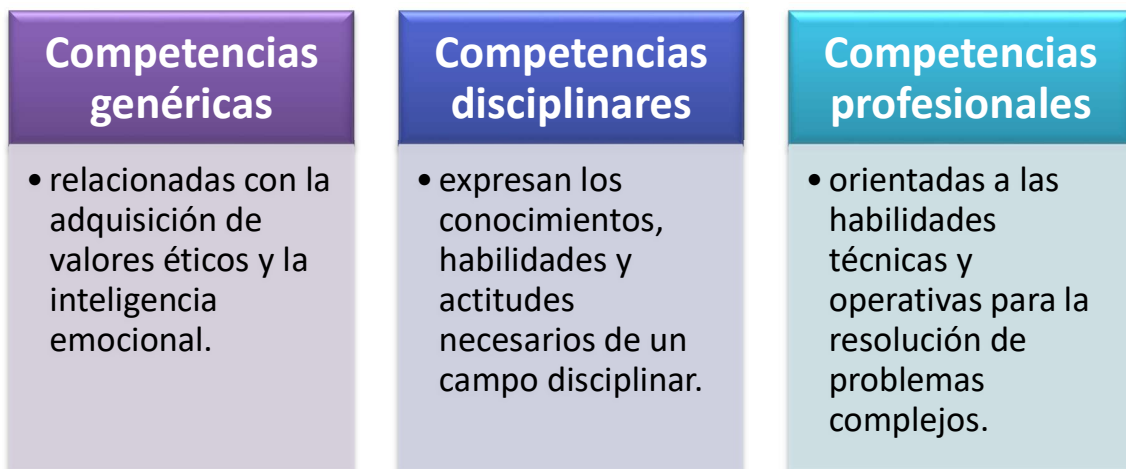 Competencias
genéricas
• relacionadas con la
adquisición de
valores éticos y la
inteligencia
emocional.
Competencias
disciplinares
• expresan los
conocimientos,
habilidades y
actitudes
necesarios de un
campo disciplinar.
Competencias
profesionales
• orientadas a las
habilidades
técnicas y
operativas para la
resolución de
problemas
complejos.